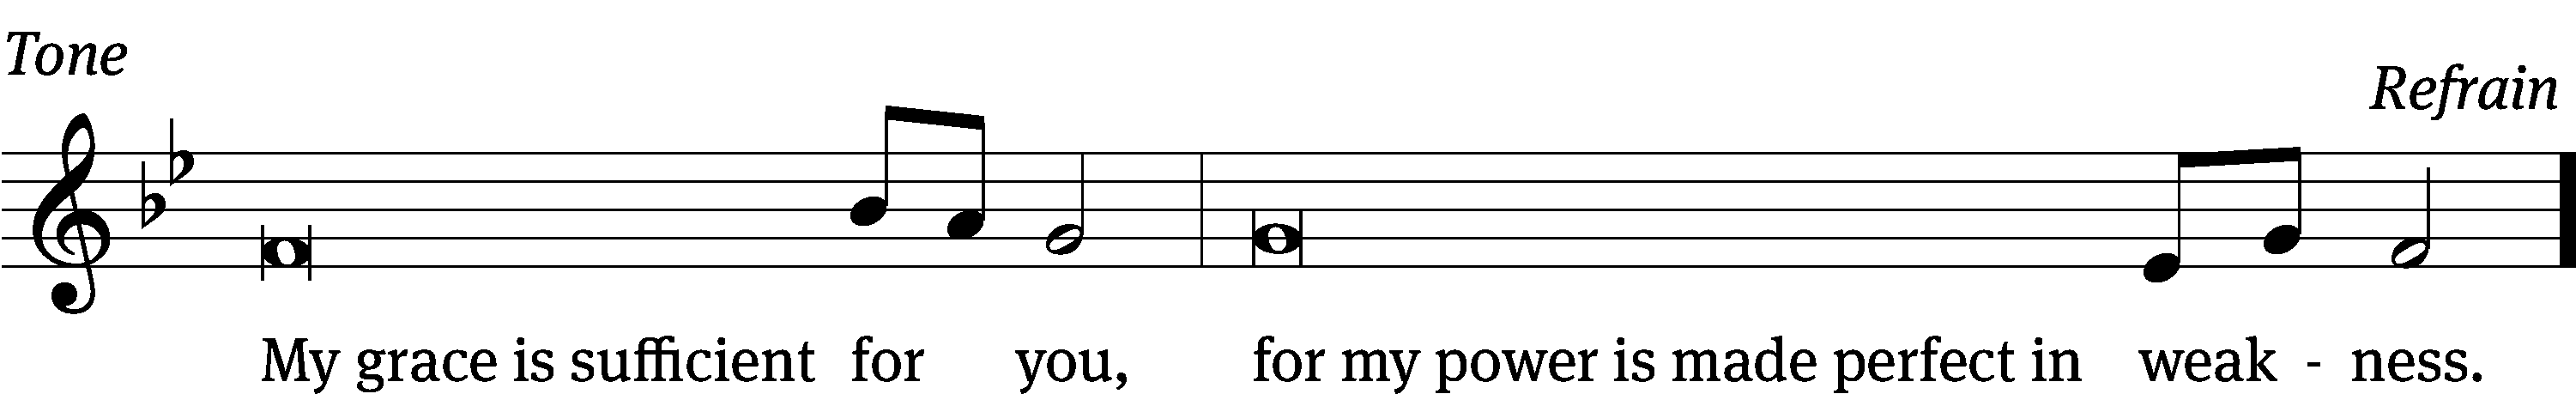 Tone
Refrain
My grace is sufficient for you, for my power is made perfect in weak - ness.